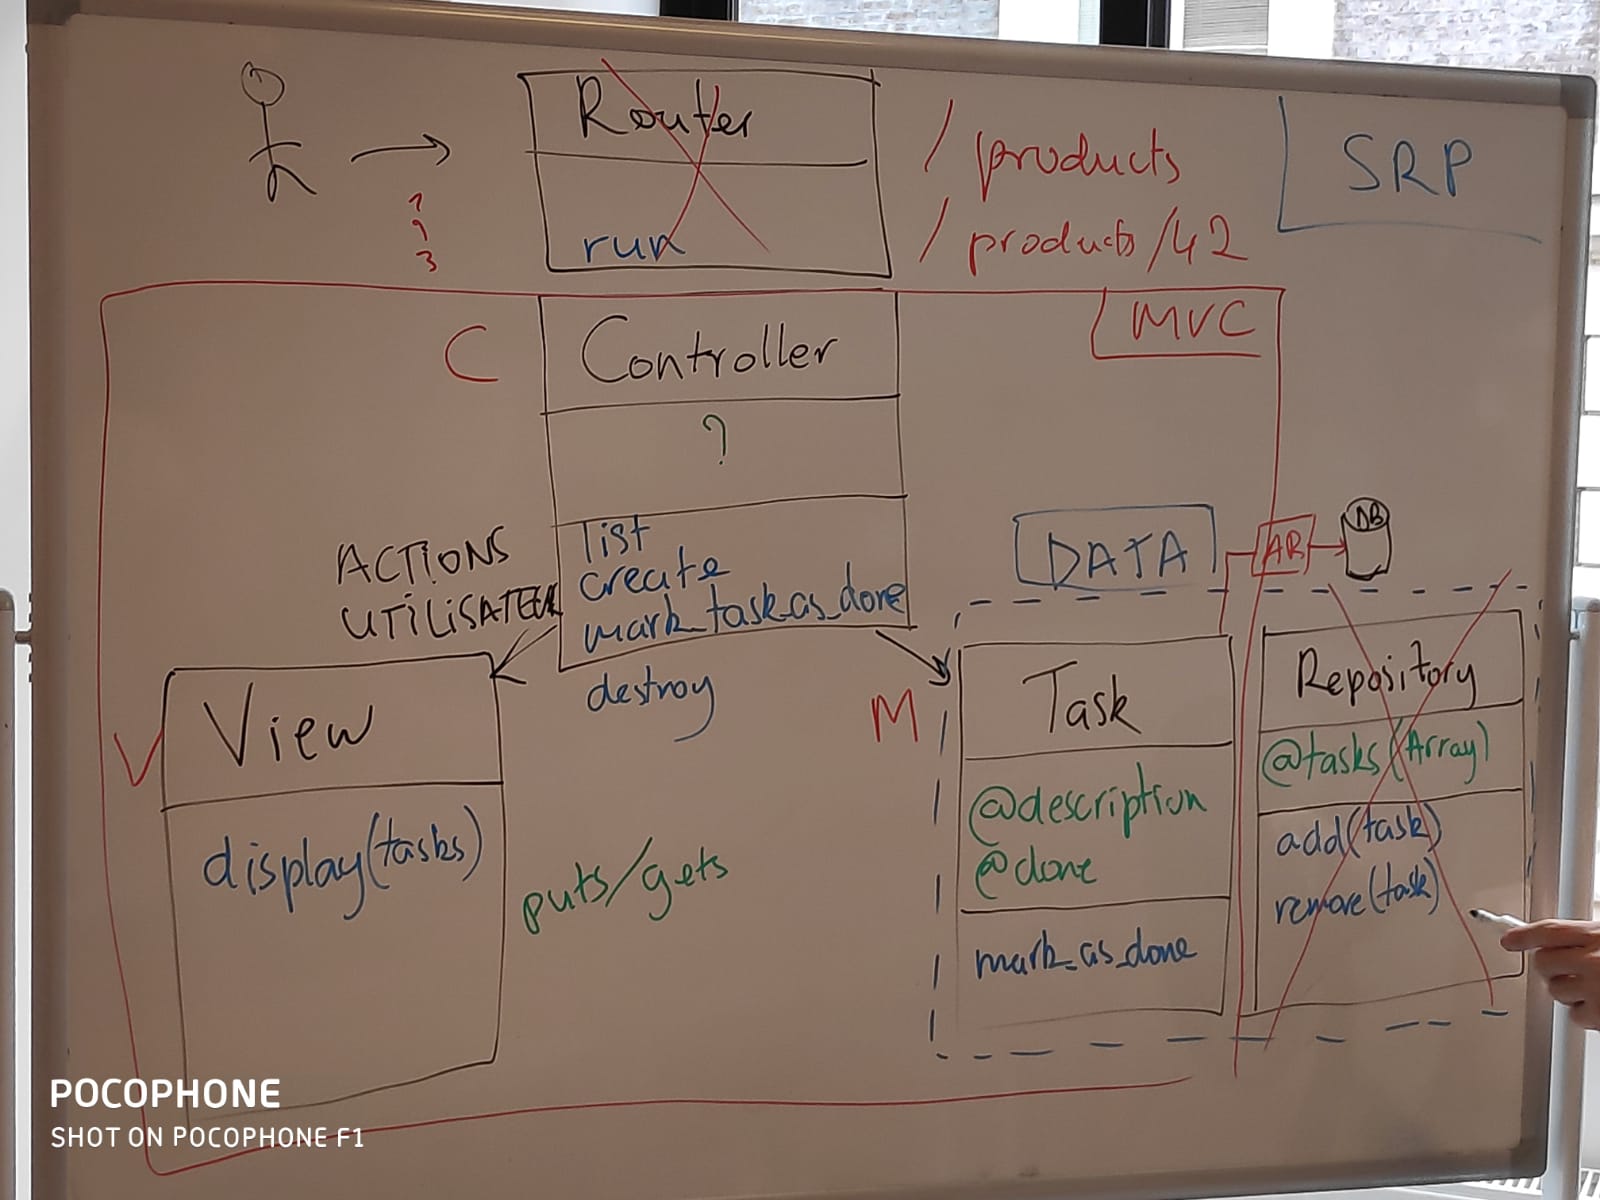 Router
run
1
2
3
/products
/products/42
SRP
MVC
C
Controller
?
list
create
mark_task_as_done
destroy
ACTIONS
UTILISATEUR
DATA
AR
DB
V
View
display(tasks)
puts/gets
M
Task
@description
@done
mark_as_done
Repository
@tasks (Array)
add(task)
remove(task)
POCOPHONE
SHOT ON POCOPHONE F1